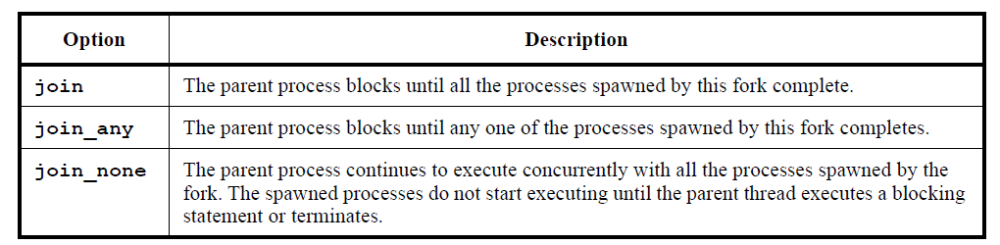 Option Description
join The parent process blocks until all the processes spawned by this fork complete.
join_any The parent process blocks until any one of the processes spawned by this fork completes.
join_none The parent process continues to execute concurrently with all the processes spawned by the
fork. The spawned processes do not start executing until the parent thread executes a blocking
statement or terminates.